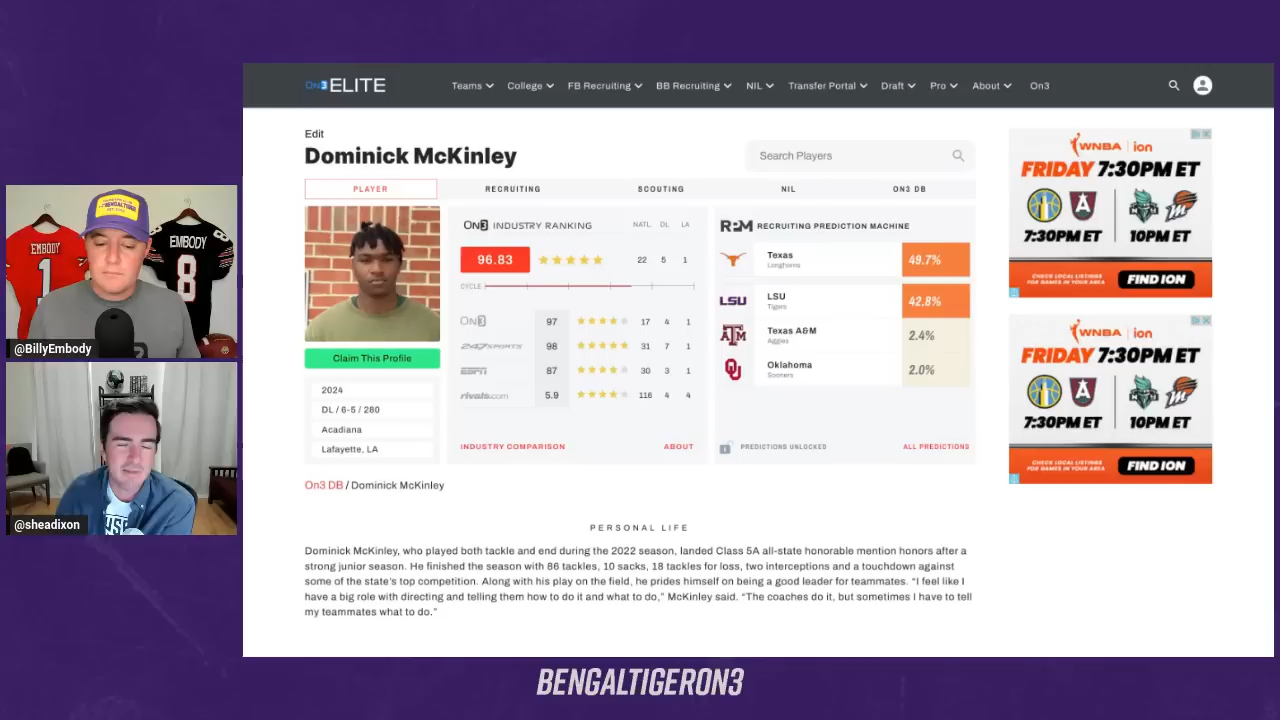 On3 ELITE
Teams College FB Recruiting BB Recruiting NIL Transfer Portal Draft Pro About On3
Edit
Dominick McKinley
Search Players
PLAYER RECRUITING SCOUTING NIL ON3 DB
On3 INDUSTRY RANKING NATL DL LA
96.83 22 5 1
CYCLE
On3 97 17 4 1
247SPORTS 98 31 7 1
ESPN 87 30 3 1
rivals.com 5.9 116 4 4
INDUSTRY COMPARISON ABOUT
RPM RECRUITING PREDICTION MACHINE
Texas
Longhorns
49.7%
LSU LSU
Tigers
42.8%
ATM Texas A&M
Aggies
2.4%
OU Oklahoma
Sooners
2.0%
PREDICTIONS UNLOCKED ALL PREDICTIONS
Claim This Profile
2024
DL / 6-5 / 280
Acadiana
Lafayette, LA
On3 DB / Dominick McKinley
PERSONAL LIFE
Dominick McKinley, who played both tackle and end during the 2022 season, landed Class 5A all-state honorable mention honors after a
strong junior season. He finished the season with 86 tackles, 10 sacks, 18 tackles for loss, two interceptions and a touchdown against
some of the state's top competition. Along with his play on the field, he prides himself on being a good leader for teammates. “I feel like I
have a big role with directing and telling them how to do it and what to do,” McKinley said. “The coaches do it, but sometimes I have to tell
my teammates what to do.”
WNBA ion
FRIDAY 7:30PM ET
7:30PM ET 10PM ET
CHECK LOCAL LISTINGS
FOR GAMES IN YOUR AREA
FIND ION
WNBA ion
FRIDAY 7:30PM ET
7:30PM ET 10PM ET
CHECK LOCAL LISTINGS
FOR GAMES IN YOUR AREA
FIND ION
EMBODY
1
EMBODY
8
BENGALTIGER
@BillyEmbody
@sheadixon
BENGALTIGERON3